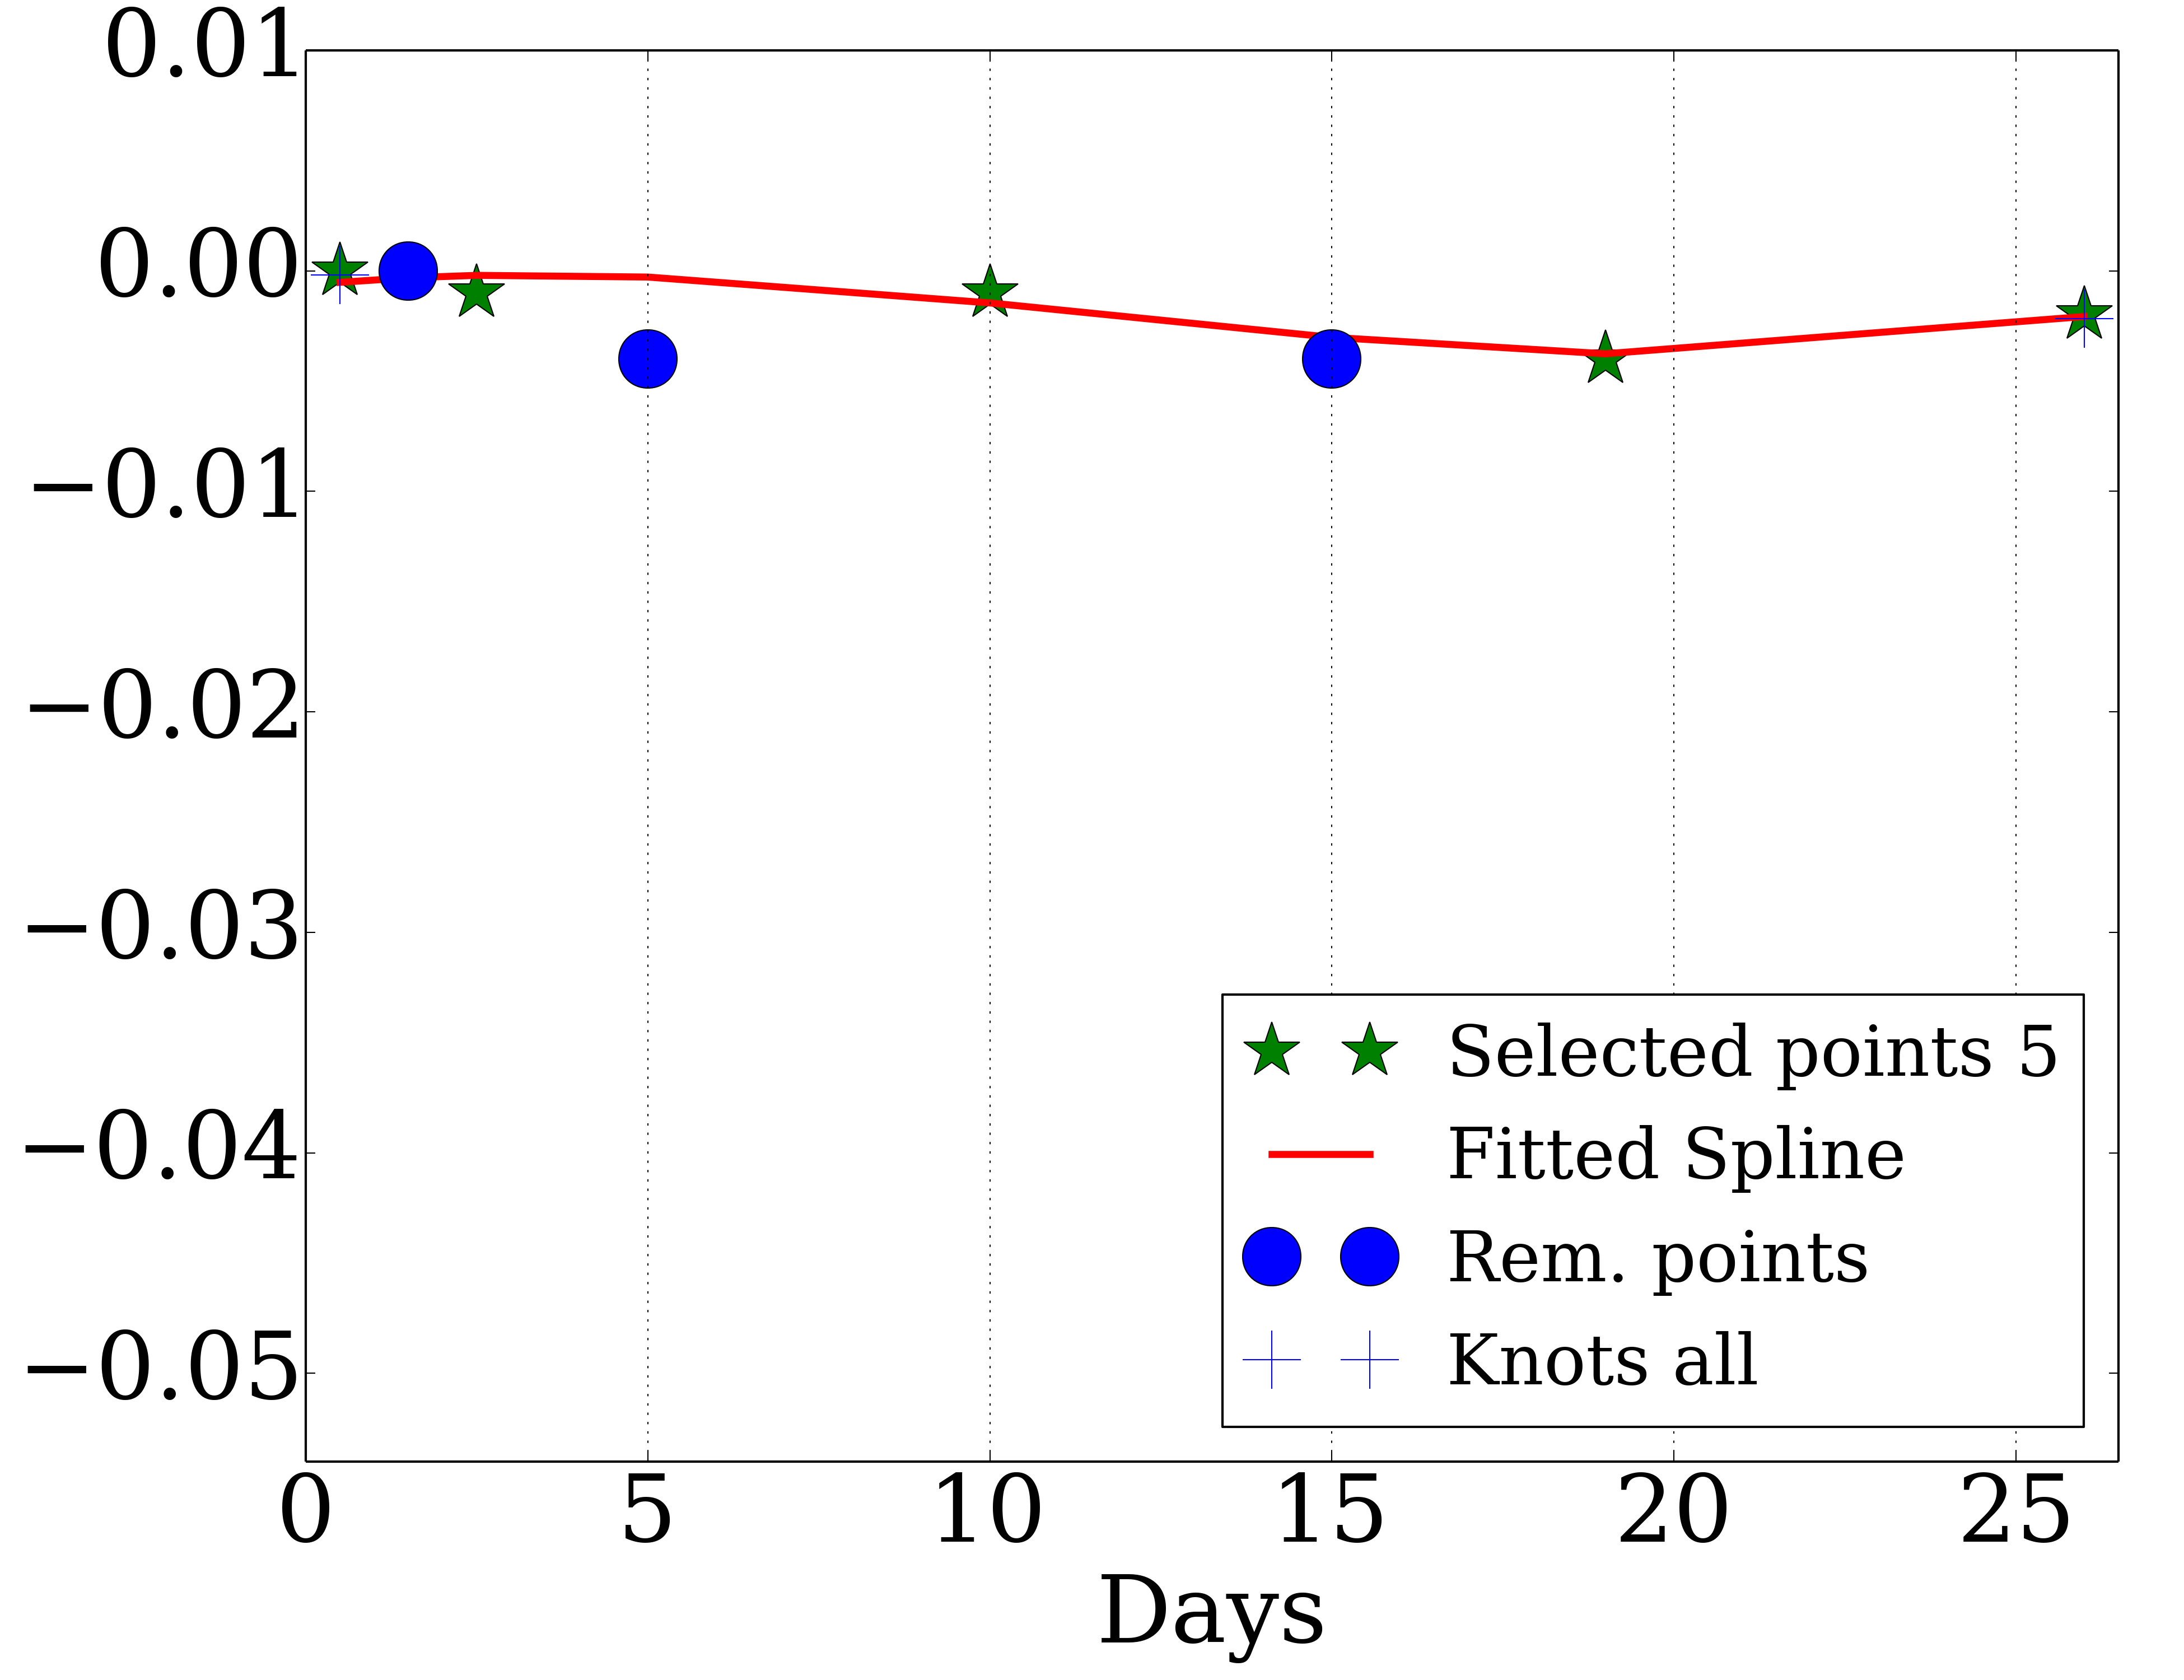 0.01
0.00
−0.01
−0.02
−0.03
−0.04
−0.05
Selected points 5
Fitted Spline
Rem. points
Knots all
0 5 10 15 20 25
Days